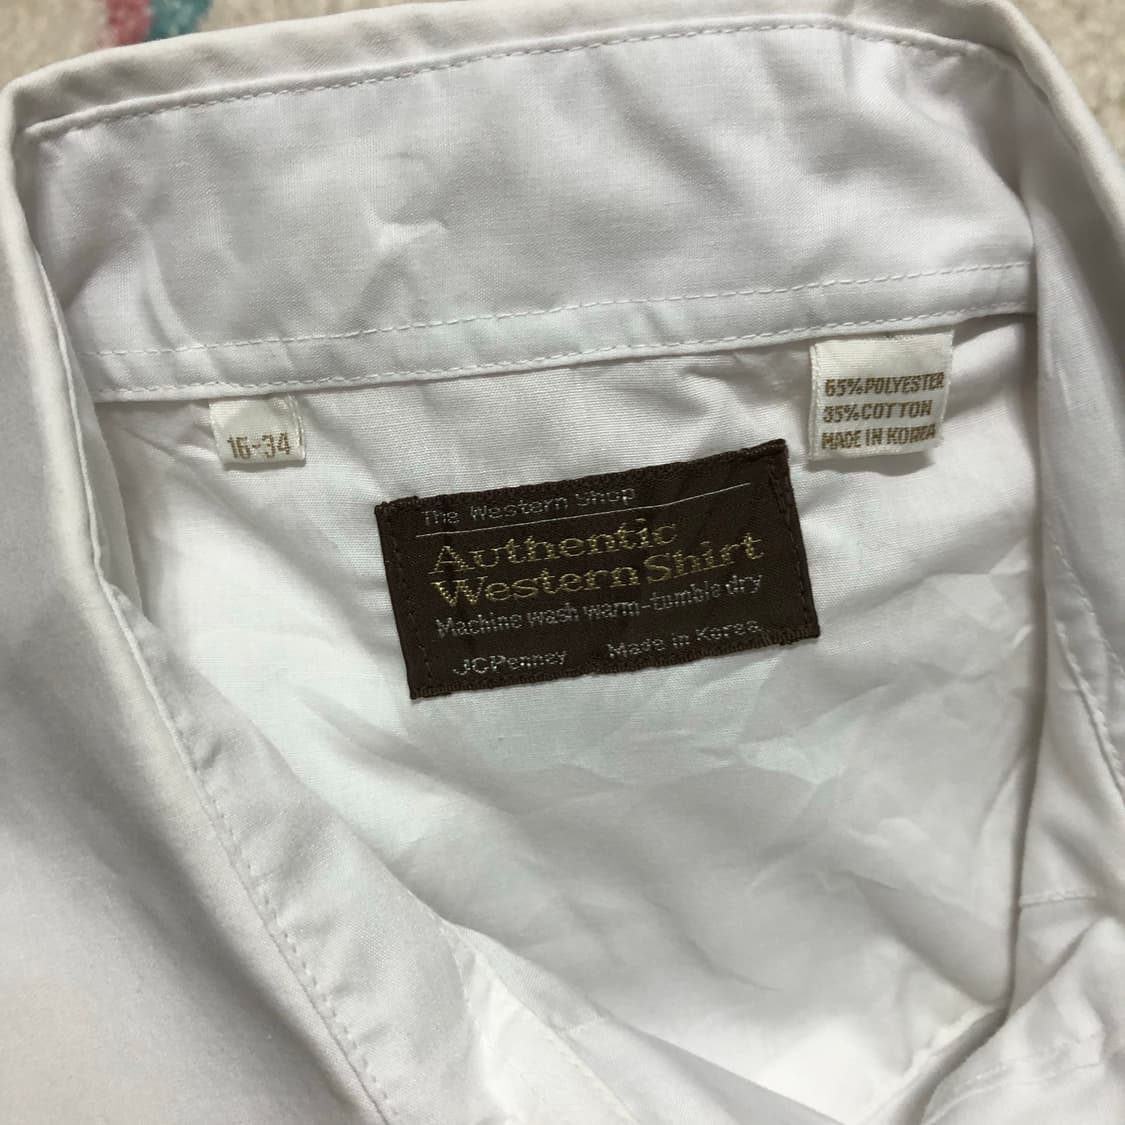 16-34
65%POLYESTER
35%COTTON
MADE IN KOREA
The Western Shop
Authentic
Western Shirt
Machine wash warm-tumble dry
JCPenney Made in Korea